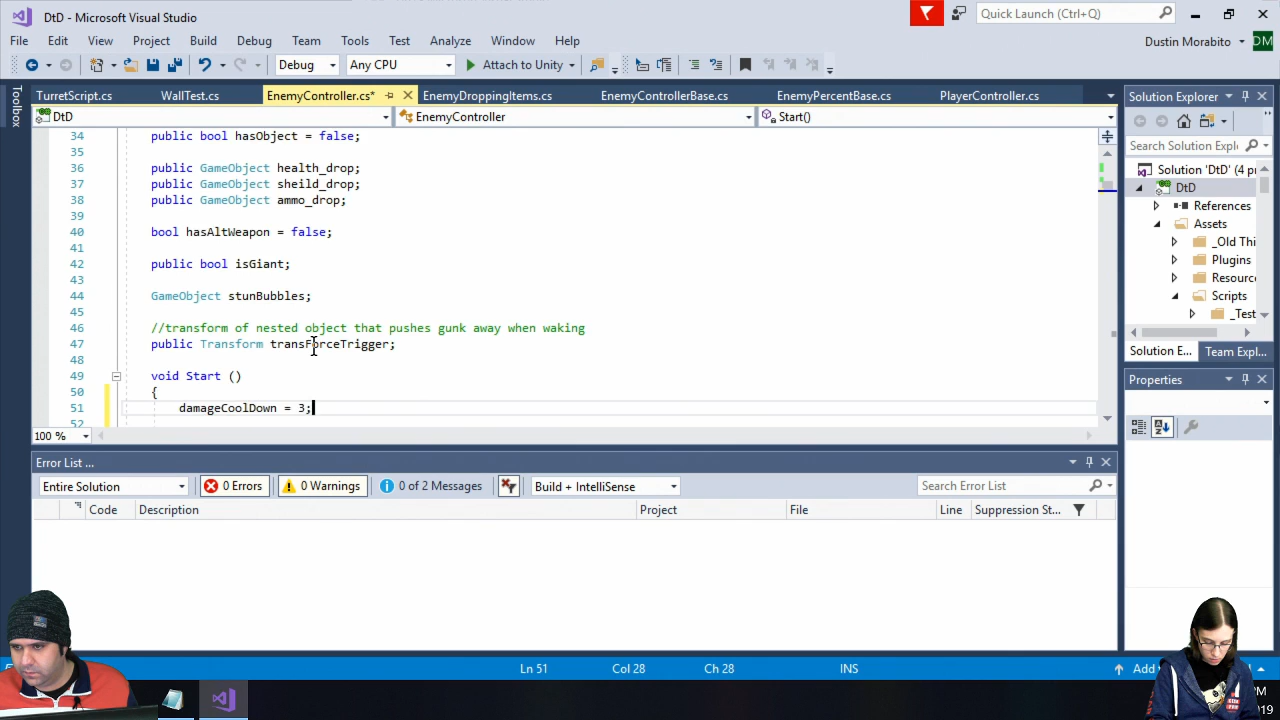 DtD - Microsoft Visual Studio
Quick Launch (Ctrl+Q)
File Edit View Project Build Debug Team Tools Test Analyze Window Help
Dustin Morabito DM
Debug Any CPU Attach to Unity
Toolbox
TurretScript.cs WallTest.cs EnemyController.cs* EnemyDroppingItems.cs EnemyControllerBase.cs EnemyPercentBase.cs PlayerController.cs
DtD EnemyController Start()
34 public bool hasObject = false;
35
36 public GameObject health_drop;
37 public GameObject sheild_drop;
38 public GameObject ammo_drop;
39
40 bool hasAltWeapon = false;
41
42 public bool isGiant;
43
44 GameObject stunBubbles;
45
46 //transform of nested object that pushes gunk away when waking
47 public Transform transForceTrigger;
48
49 void Start ()
50 {
51 damageCoolDown = 3;
52
100 %
Solution Explorer
Search Solution Expl
Solution 'DtD' (4 pr
DtD
References
Assets
_Old Thi
Plugins
Resourc
Scripts
_Test
Solution E... Team Expl...
Properties
Error List ...
Entire Solution 0 Errors 0 Warnings 0 of 2 Messages Build + IntelliSense Search Error List
Code Description Project File Line Suppression St...
Ln 51 Col 28 Ch 28 INS Add